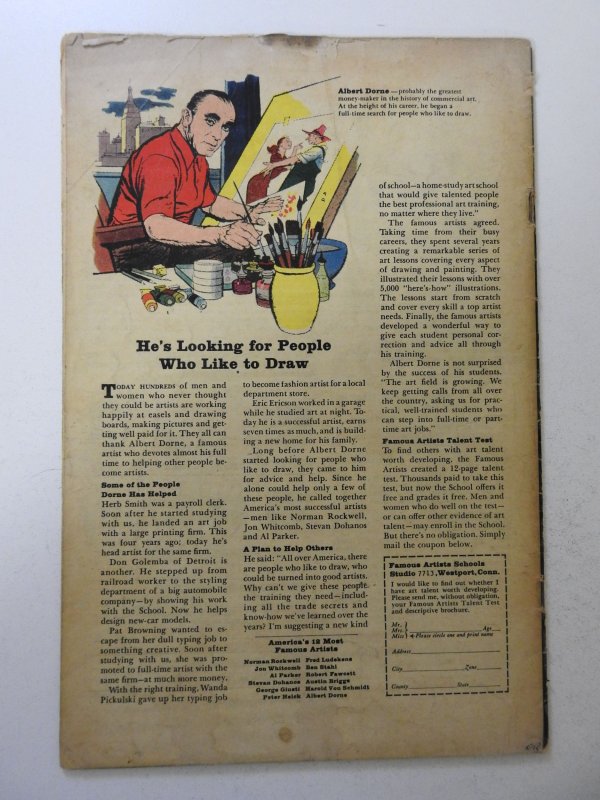 Albert Dorne—probably the greatest
money-maker in the history of commercial art.
At the height of his career, he began a
full-time search for people who like to draw.
He's Looking for People
Who Like to Draw
TODAY HUNDREDS of men and
women who never thought
they could be artists are working
happily at easels and drawing
boards, making pictures and get-
ting well paid for it. They all can
thank Albert Dorne, a famous
artist who devotes almost his full
time to helping other people be-
come artists.
Some of the People
Dorne Has Helped
Herb Smith was a payroll clerk.
Soon after he started studying
with us, he landed an art job
with a large printing firm. This
was four years ago; today he's
head artist for the same firm.
Don Golemba of Detroit is
another. He stepped up from
railroad worker to the styling
department of a big automobile
company—by showing his work
with the School. Now he helps
design new-car models.
Pat Browning wanted to es-
cape from her dull typing job to
something creative. Soon after
studying with us, she was pro-
moted to full-time artist with the
same firm—at much more money.
With the right training, Wanda
Pickulski gave up her typing job
to become fashion artist for a local
department store.
Eric Ericson worked in a garage
while he studied art at night. To-
day he is a successful artist, earns
seven times as much, and is build-
ing a new home for his family.
Long before Albert Dorne
started looking for people who
like to draw, they came to him
for advice and help. Since he
alone could help only a few of
these people, he called together
America's most successful artists
—men like Norman Rockwell,
Jon Whitcomb, Stevan Dohanos
and Al Parker.
A Plan to Help Others
He said: "All over America, there
are people who like to draw, who
could be turned into good artists.
Why can't we give these people
the training they need—includ-
ing all the trade secrets and
know-how we've learned over the
years? I'm suggesting a new kind
America's 12 Most
Famous Artists
Norman Rockwell Fred Ludekens
Jon Whitcomb Ben Stahl
Al Parker Robert Fawcett
Stevan Dohanos Austin Briggs
George Giusti Harold Von Schmidt
Peter Helck Albert Dorne
of school—a home-study art school
that would give talented people
the best professional art training,
no matter where they live."
The famous artists agreed.
Taking time from their busy
careers, they spent several years
creating a remarkable series of
art lessons covering every aspect
of drawing and painting. They
illustrated their lessons with over
5,000 "here's-how" illustrations.
The lessons start from scratch
and cover every skill a top artist
needs. Finally, the famous artists
developed a wonderful way to
give each student personal cor-
rection and advice all through
his training.
Albert Dorne is not surprised
by the success of his students.
"The art field is growing. We
keep getting calls from all over
the country, asking us for prac-
tical, well-trained students who
can step into full-time or part-
time art jobs."
Famous Artists Talent Test
To find others with art talent
worth developing, the Famous
Artists created a 12-page talent
test. Thousands paid to take this
test, but now the School offers it
free and grades it free. Men and
women who do well on the test—
or can offer other evidence of art
talent—may enroll in the School.
But there's no obligation. Simply
mail the coupon below.
Famous Artists Schools
Studio 7713, Westport, Conn.
I would like to find out whether I
have art talent worth developing.
Please send me, without obligation,
your Famous Artists Talent Test
and descriptive brochure.
Mr.
Mrs. Age
Miss Please circle one and print name
Address
City Zone
County State